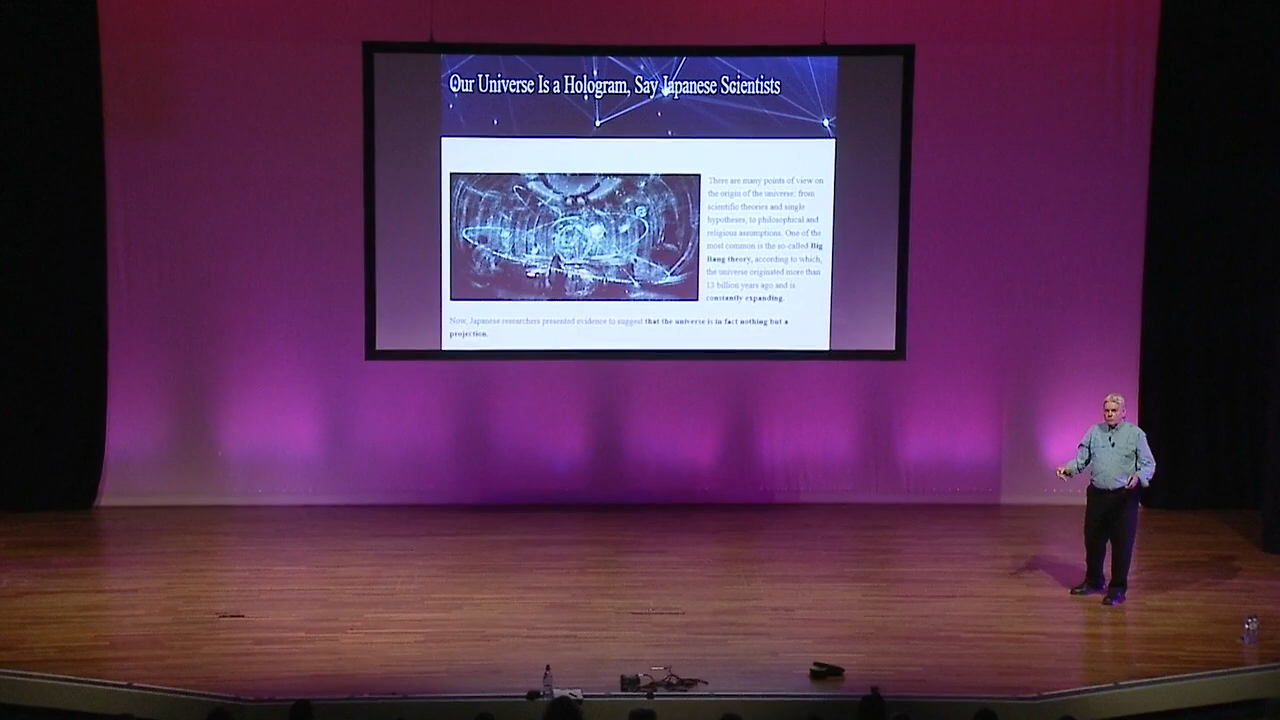 Our Universe Is a Hologram, Say Japanese Scientists
There are many points of view on
the origin of the universe: from
scientific theories and single
hypotheses, to philosophical and
religious assumptions. One of the
most common is the so-called Big
Bang theory, according to which,
the universe originated more than
13 billion years ago and is
constantly expanding.
Now, Japanese researchers presented evidence to suggest that the universe is in fact nothing but a
projection.